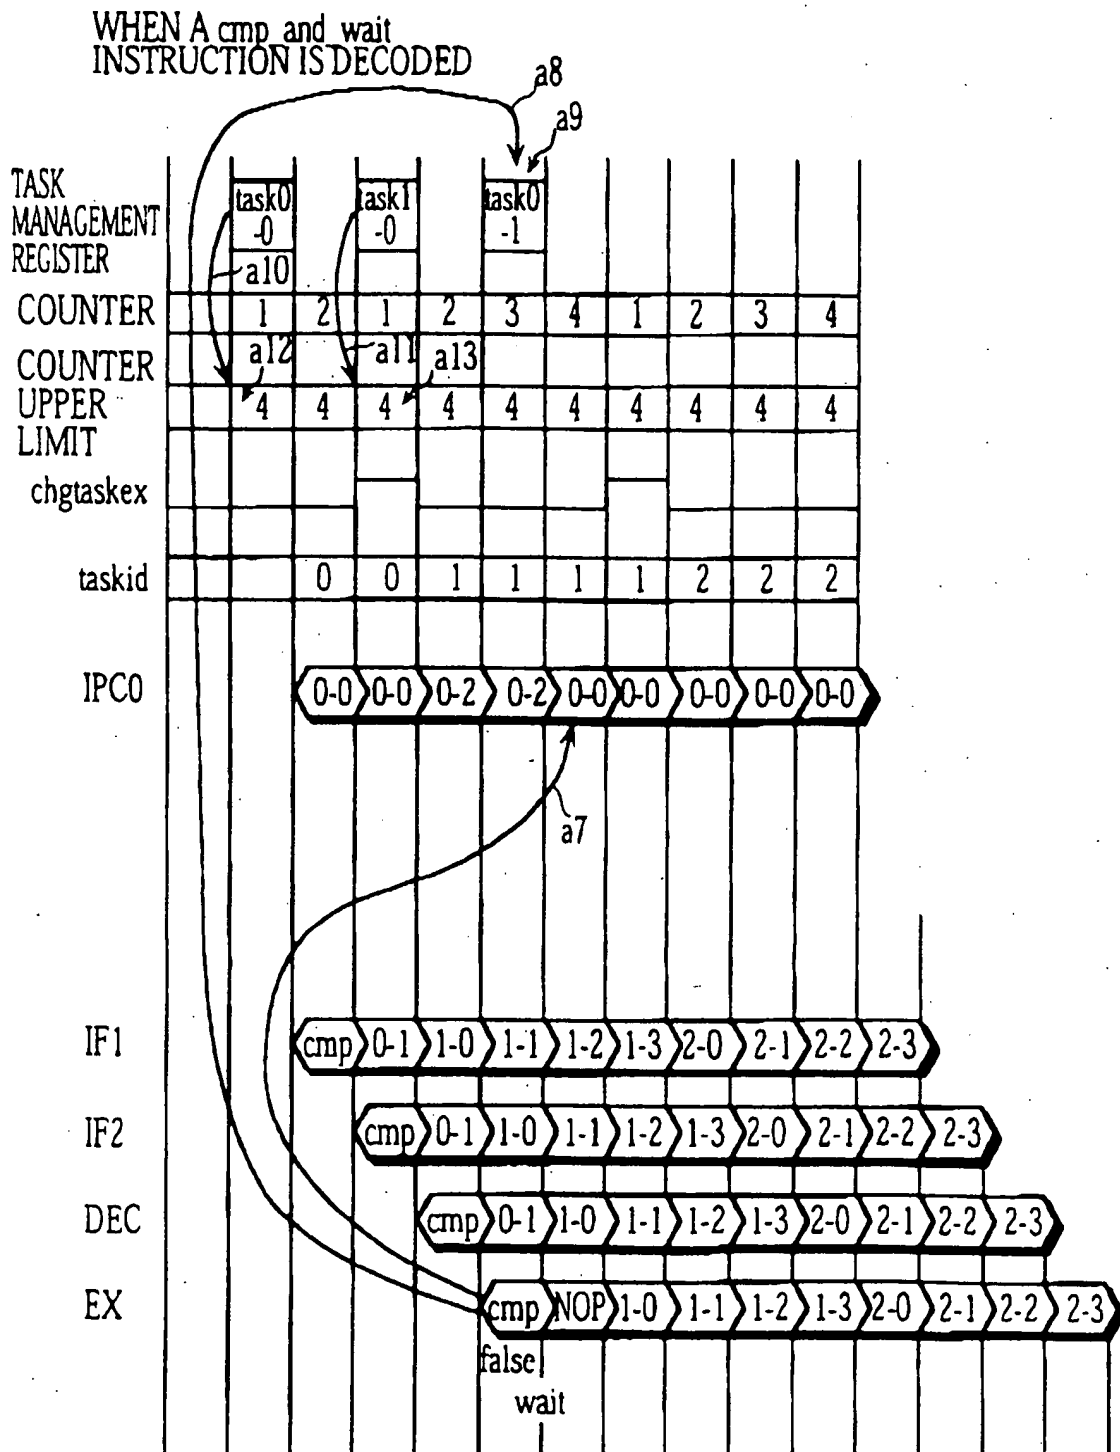 WHEN A cmp_and_wait
INSTRUCTION IS DECODED
a8
a9
TASK
MANAGEMENT
REGISTER
task0
-0
task1
-0
task0
-1
a10
COUNTER
1 2 1 2 3 4 1 2 3 4
a12
a11
a13
COUNTER
UPPER
LIMIT
4 4 4 4 4 4 4 4 4 4
chgtaskex
taskid
0 0 1 1 1 1 2 2 2
IPC0
0-0 0-0 0-2 0-2 0-0 0-0 0-0 0-0 0-0
a7
IF1
cmp 0-1 1-0 1-1 1-2 1-3 2-0 2-1 2-2 2-3
IF2
cmp 0-1 1-0 1-1 1-2 1-3 2-0 2-1 2-2 2-3
DEC
cmp 0-1 1-0 1-1 1-2 1-3 2-0 2-1 2-2 2-3
EX
cmp NOP 1-0 1-1 1-2 1-3 2-0 2-1 2-2 2-3
false
wait